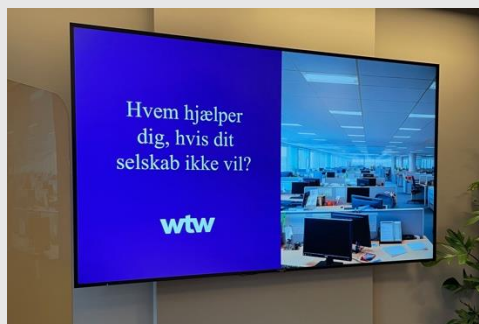 Hvem hjælper
dig, hvis dit
selskab ikke vil?
wtw